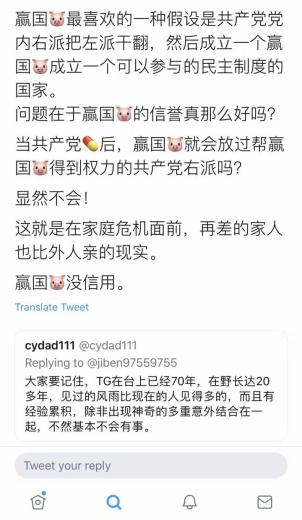 赢国🐷最喜欢的一种假设是共产党党
内右派把左派干翻，然后成立一个赢
国🐷成立一个可以参与的民主制度的
国家。
问题在于赢国🐷的信誉真那么好吗？
当共产党💊后，赢国🐷就会放过帮赢
国🐷得到权力的共产党右派吗？
显然不会！
这就是在家庭危机面前，再差的家人
也比外人亲的现实。
赢国🐷没信用。
Translate Tweet
cydad111 @cydad111
Replying to @jiben97559755
大家要记住，TG在台上已经70年，在野长达20
多年，见过的风雨比现在的人见得多的，而且有
经验累积，除非出现神奇的多重意外结合在一
起，不然基本不会有事。
Tweet your reply